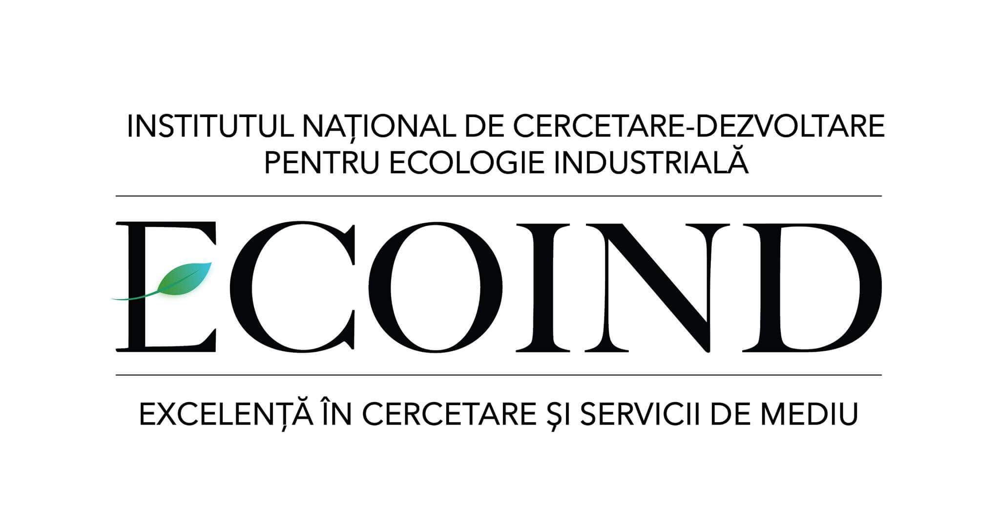 INSTITUTUL NAȚIONAL DE CERCETARE-DEZVOLTARE
PENTRU ECOLOGIE INDUSTRIALĂ
ECOIND
EXCELENȚĂ ÎN CERCETARE ȘI SERVICII DE MEDIU